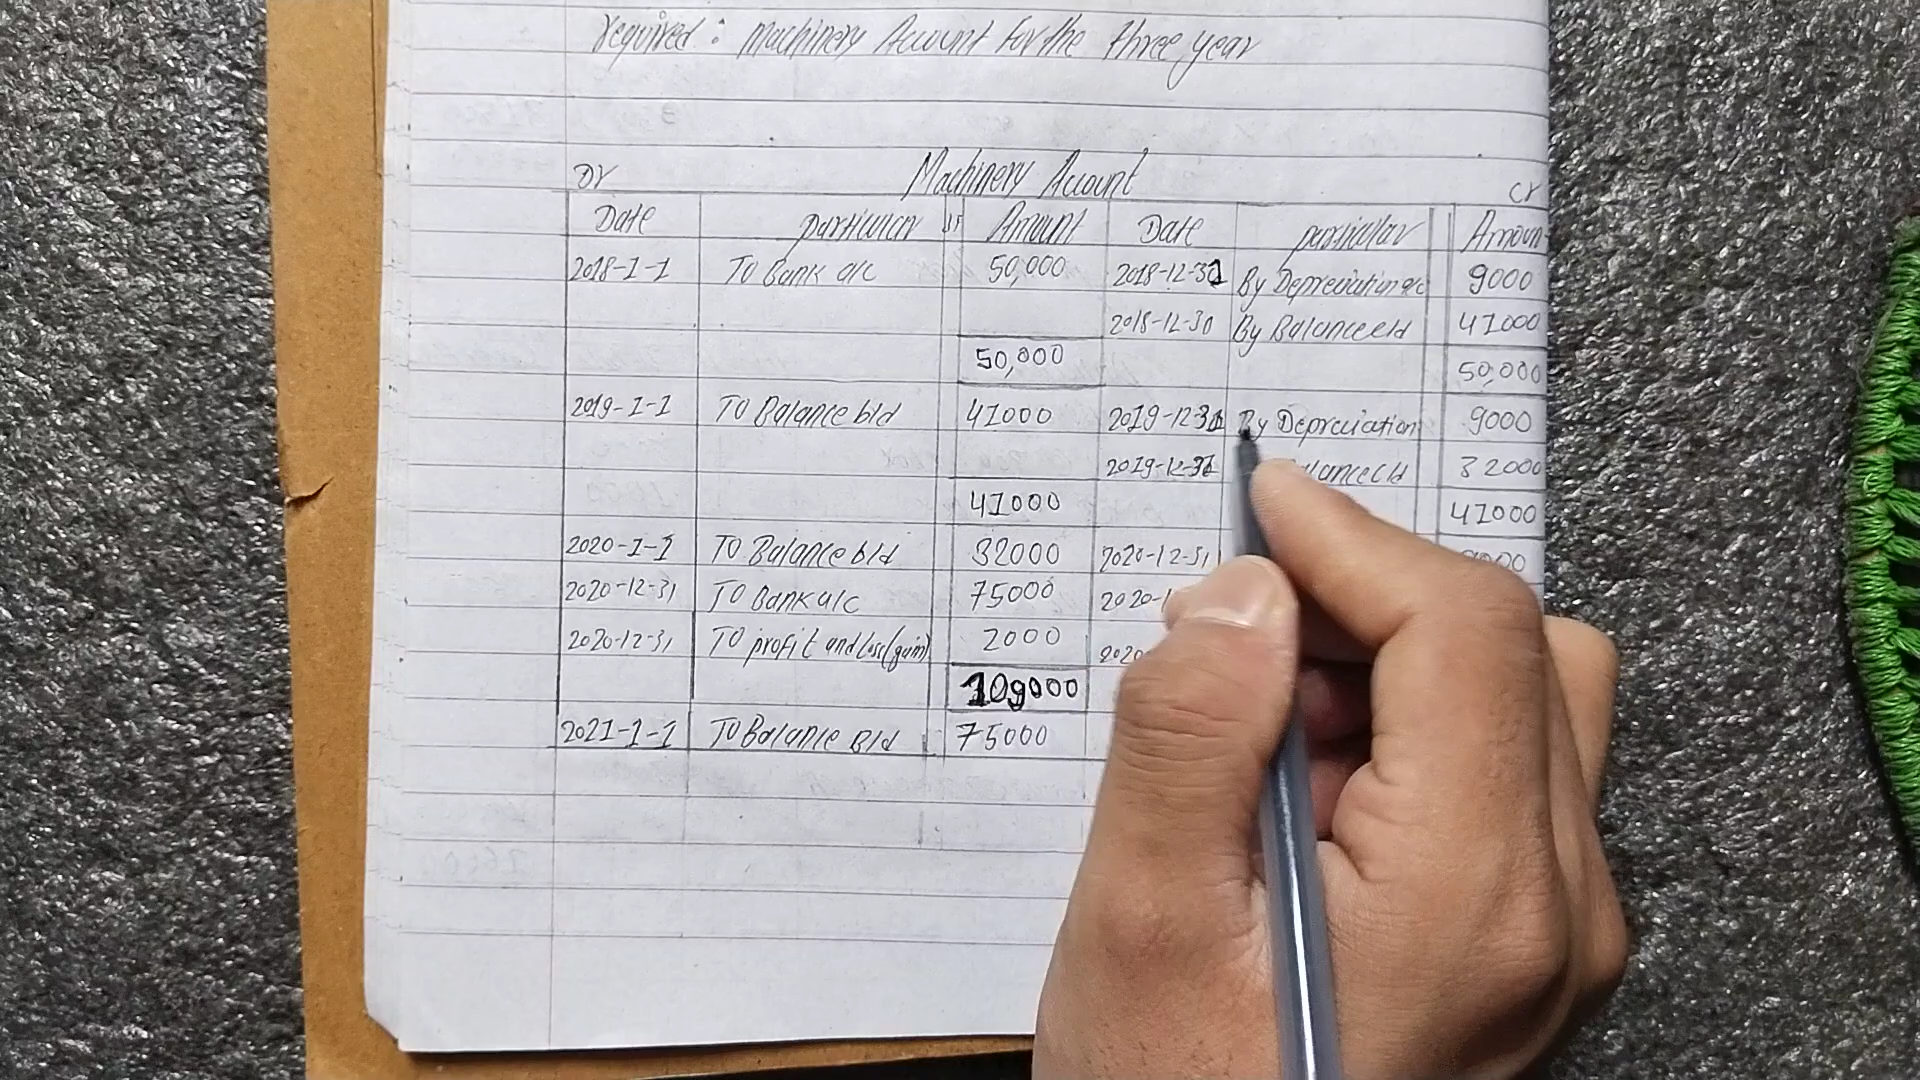 required: Machinery Account For the three year
Machinery Account
Dr Cr
Date particular Amount Date particular Amoun
2018-1-1 To Bank a/c 50,000 2018-12-31 By Depreciation a/c 9000
2018-12-30 By Balance c/d 41000
50,000 50,000
2019-1-1 To Balance b/d 41000 2019-12-31 By Depreciation 9000
2019-12-31 32000
41000 41000
2020-1-1 To Balance b/d 32000 2020-12-31
2020-12-31 To Bank a/c 75000
2020-12-31 To profit and loss (gain) 2000 2020
109000
2021-1-1 To Balance B/d 75000